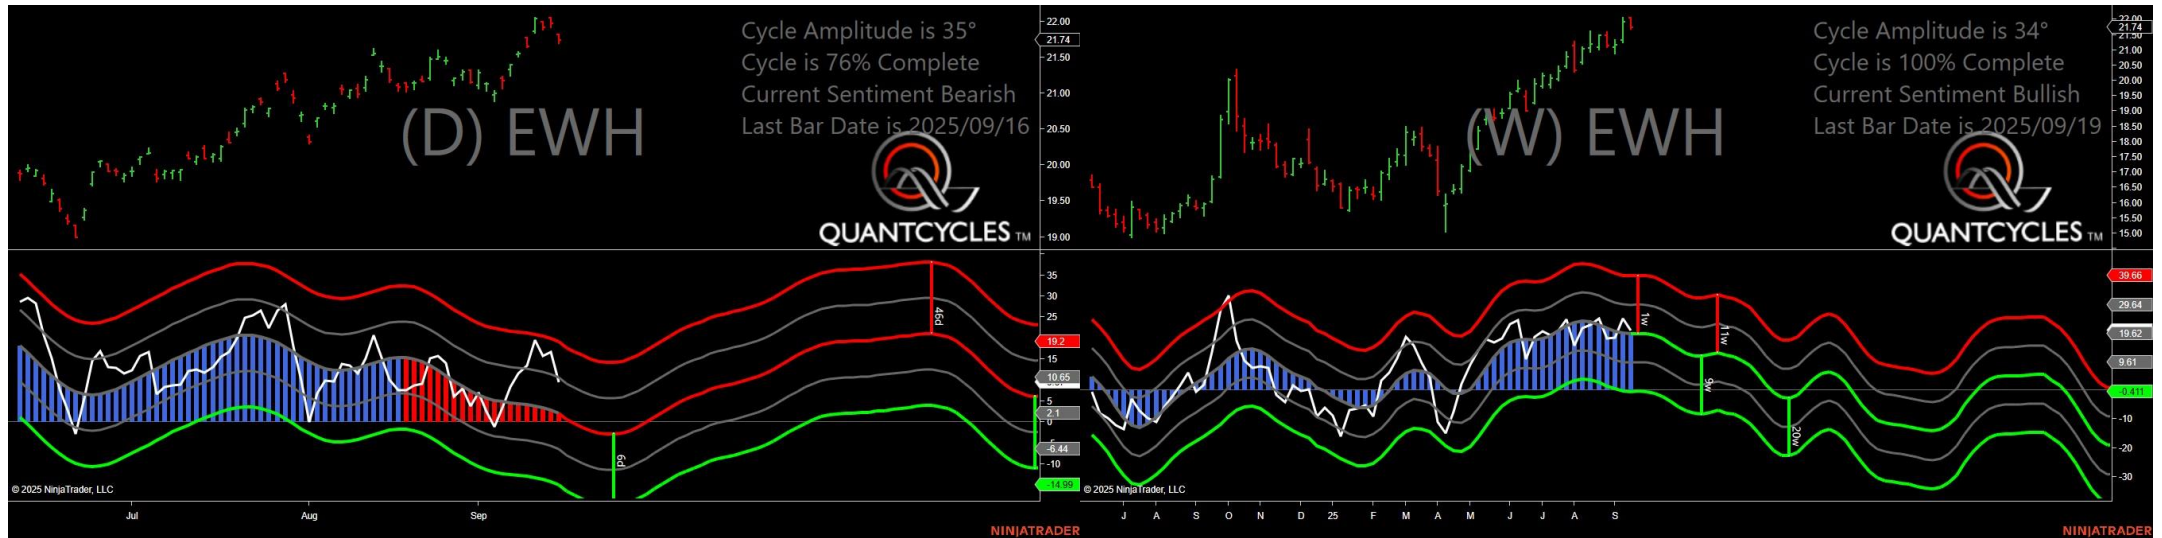 Cycle Amplitude is 35°
Cycle is 76% Complete
Current Sentiment Bearish
Last Bar Date is 2025/09/16
(D) EWH
QUANTCYCLES TM
22.00
21.74
21.50
21.00
20.50
20.00
19.50
19.00
35
30
25
19.2
15
10.65
5
2.1
0
-6.44
-10
-14.99
46d
6d
© 2025 NinjaTrader, LLC
Jul Aug Sep
NINJATRADER
Cycle Amplitude is 34°
Cycle is 100% Complete
Current Sentiment Bullish
Last Bar Date is 2025/09/19
(W) EWH
QUANTCYCLES TM
22.00
21.74
21.50
21.00
20.50
20.00
19.50
19.00
18.50
18.00
17.50
17.00
16.50
16.00
15.50
15.00
39.66
29.64
19.62
9.61
-0.411
-10
-20
-30
1w
11w
9w
20w
© 2025 NinjaTrader, LLC
J A S O N D 25 F M A M J J A S
NINJATRADER